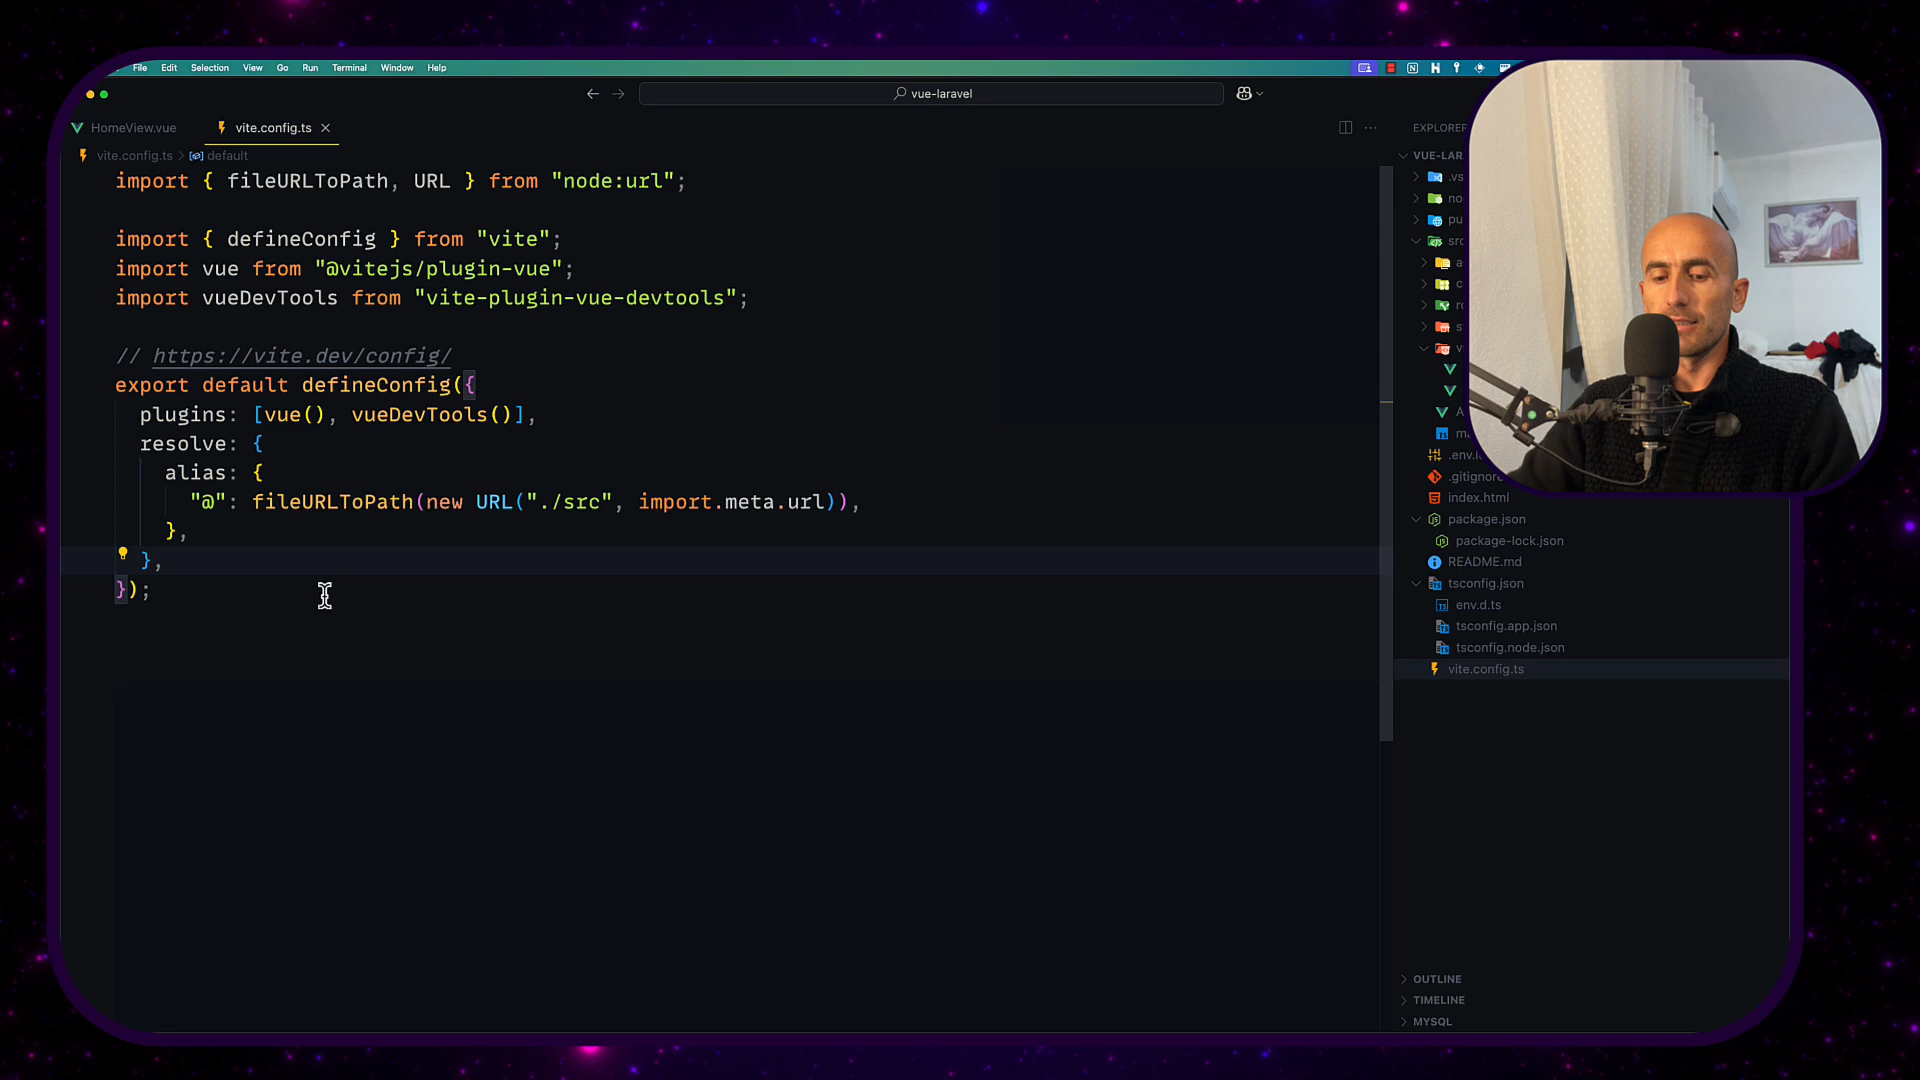 File Edit Selection View Go Run Terminal Window Help
vue-laravel
HomeView.vue
vite.config.ts
vite.config.ts > default
import { fileURLToPath, URL } from "node:url";
import { defineConfig } from "vite";
import vue from "@vitejs/plugin-vue";
import vueDevTools from "vite-plugin-vue-devtools";
// https://vite.dev/config/
export default defineConfig({
plugins: [vue(), vueDevTools()],
resolve: {
alias: {
"@": fileURLToPath(new URL("./src", import.meta.url)),
},
},
});
EXPLORER
VUE-LAR
.vs
no
pu
src
a
c
ro
s
v
A
ma
.env.l
.gitignore
index.html
package.json
package-lock.json
README.md
tsconfig.json
env.d.ts
tsconfig.app.json
tsconfig.node.json
vite.config.ts
OUTLINE
TIMELINE
MYSQL